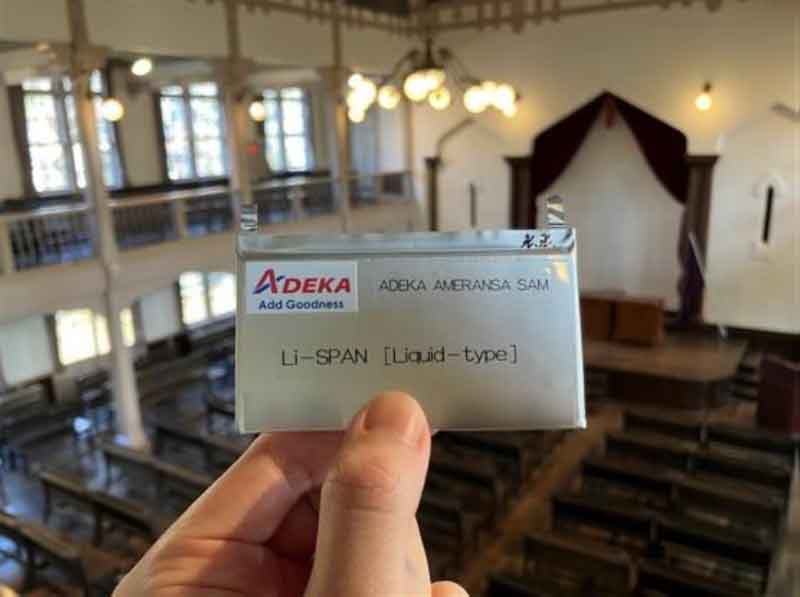 ADEKA
Add Goodness
ADEKA AMERANSA SAM
Li-SPAN [Liquid-type]